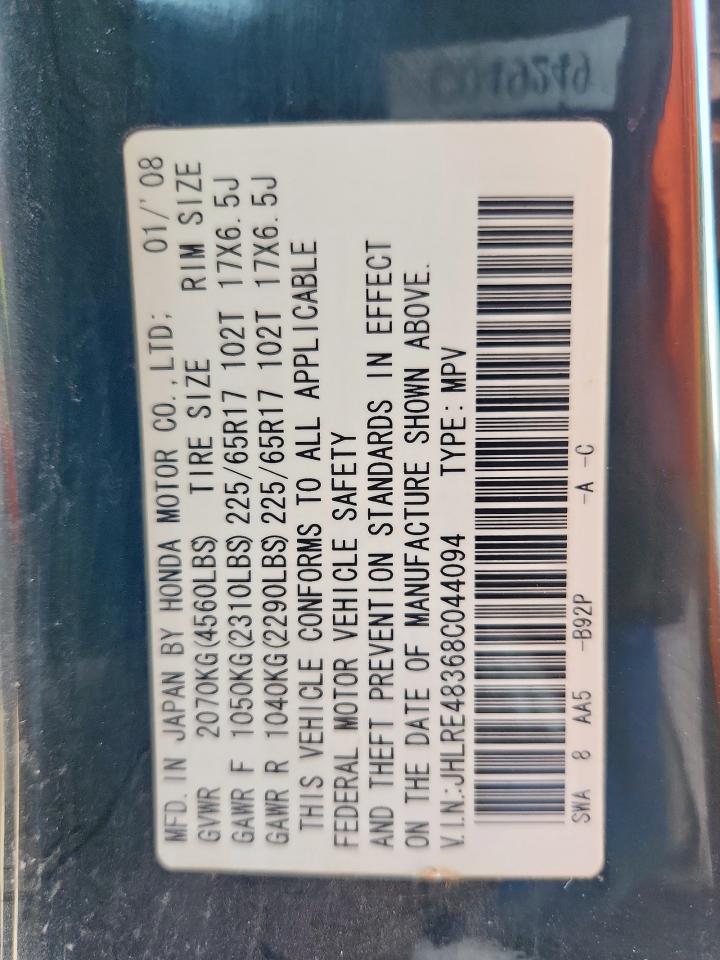 MFD. IN JAPAN BY HONDA MOTOR CO.,LTD; 01/'08
GVWR 2070KG(4560LBS) TIRE SIZE RIM SIZE
GAWR F 1050KG(2310LBS) 225/65R17 102T 17X6.5J
GAWR R 1040KG(2290LBS) 225/65R17 102T 17X6.5J
THIS VEHICLE CONFORMS TO ALL APPLICABLE
FEDERAL MOTOR VEHICLE SAFETY
AND THEFT PREVENTION STANDARDS IN EFFECT
ON THE DATE OF MANUFACTURE SHOWN ABOVE.
V.I.N.:JHLRE48368C044094 TYPE: MPV
SWA 8 AA5 -B92P -A -C